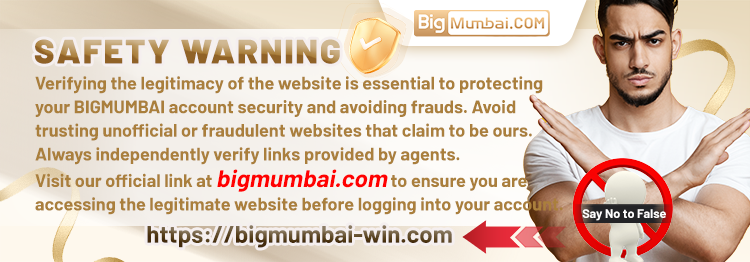 BigMumbai.COM
SAFETY WARNING
Verifying the legitimacy of the website is essential to protecting
your BIGMUMBAI account security and avoiding frauds. Avoid
trusting unofficial or fraudulent websites that claim to be ours.
Always independently verify links provided by agents.
Visit our official link at bigmumbai.com to ensure you are
accessing the legitimate website before logging into your account
Say No to False
https://bigmumbai-win.com